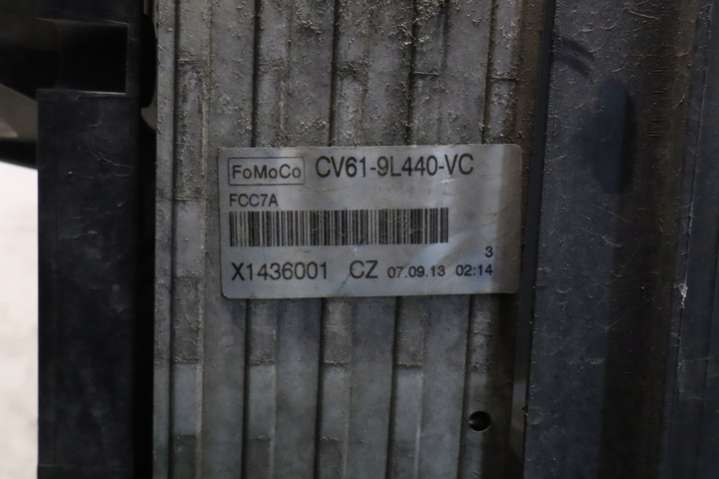 FoMoCo CV61-9L440-VC
FCC7A
3
X1436001 CZ 07.09.13 02:14